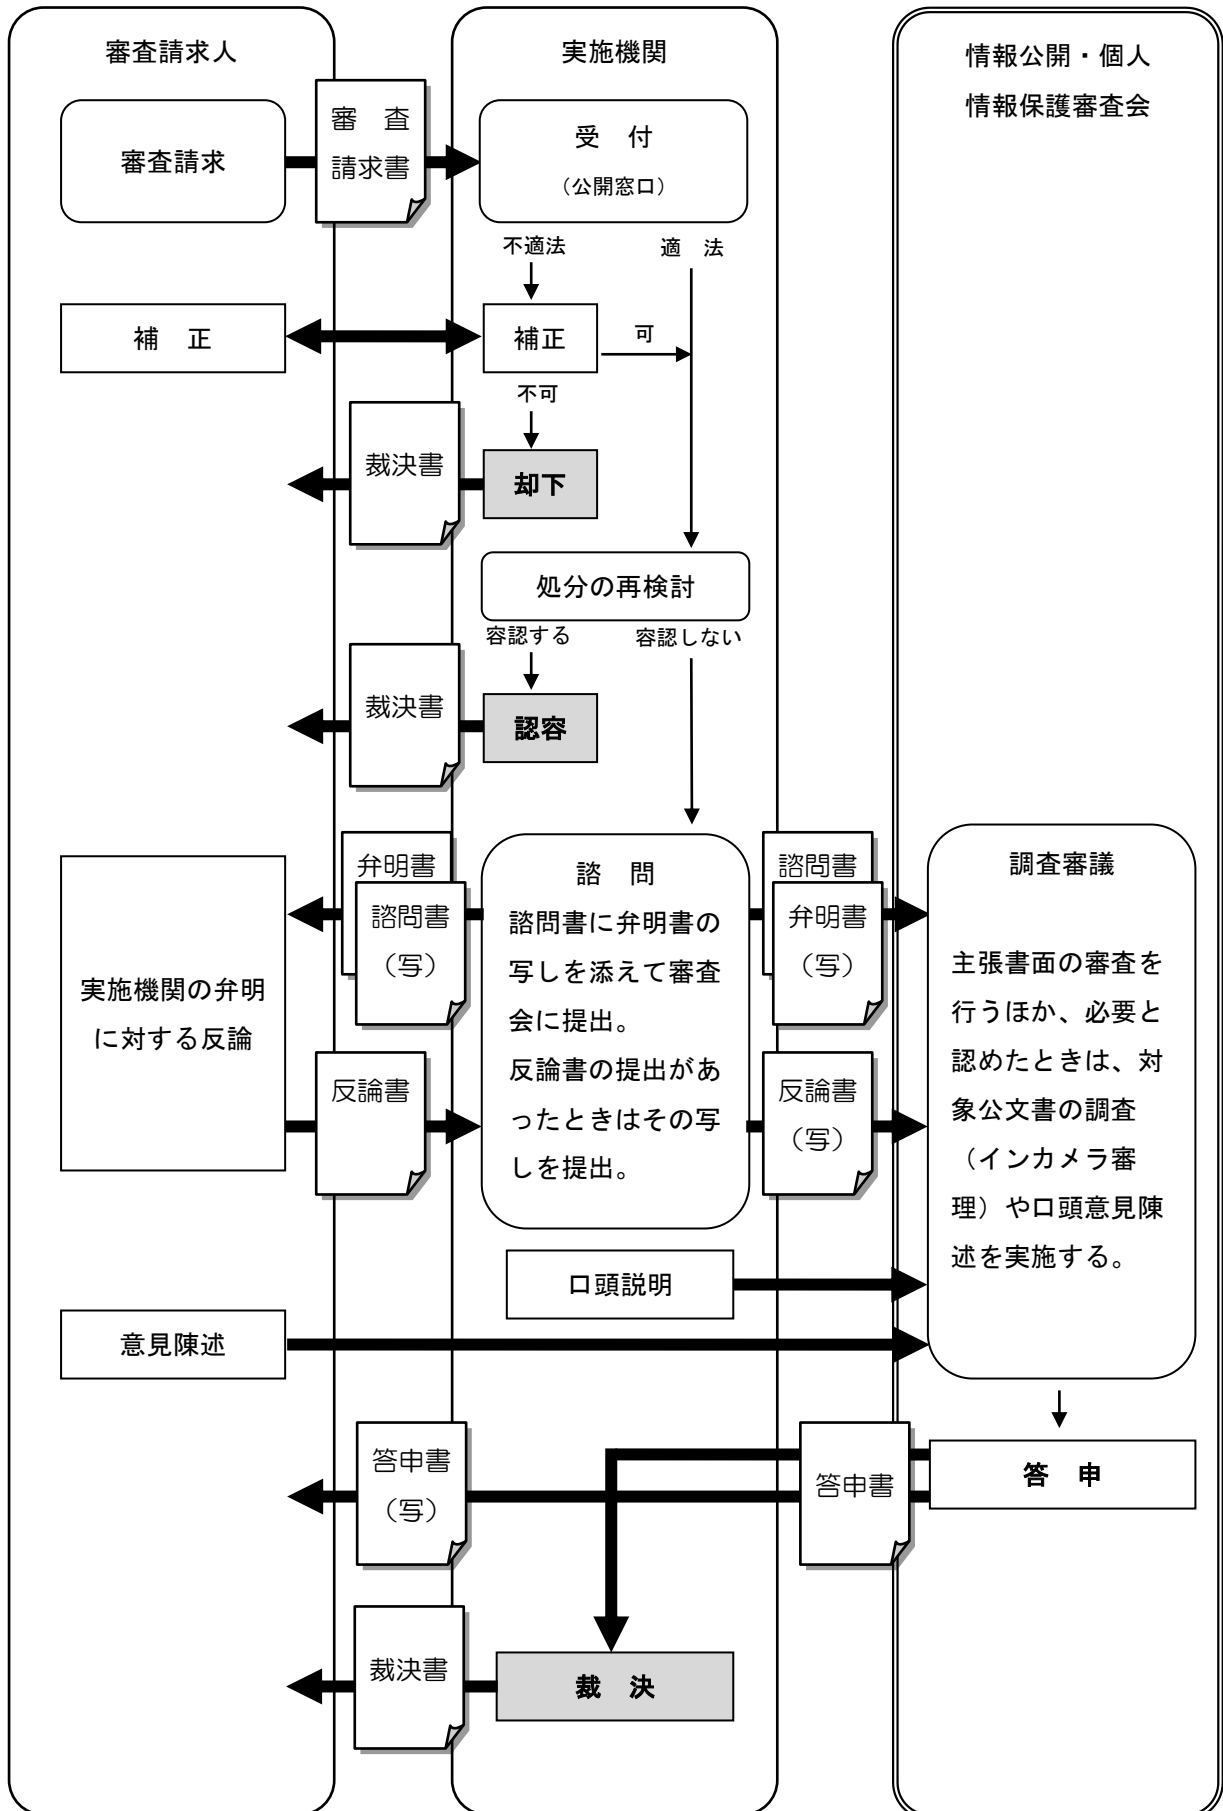 審査請求人
実施機関
情報公開・個人
情報保護審査会
審査請求
審　査
請求書
受　付
（公開窓口）
不適法
適　法
補　正
補正
可
不可
裁決書
却下
処分の再検討
容認する
容認しない
裁決書
認容
実施機関の弁明
に対する反論
弁明書
諮問書
（写）
反論書
諮　問
諮問書に弁明書の
写しを添えて審査
会に提出。
反論書の提出があ
ったときはその写
しを提出。
諮問書
弁明書
（写）
反論書
（写）
調査審議
主張書面の審査を
行うほか、必要と
認めたときは、対
象公文書の調査
（インカメラ審
理）や口頭意見陳
述を実施する。
口頭説明
意見陳述
答申書
（写）
答申書
答　申
裁決書
裁　決